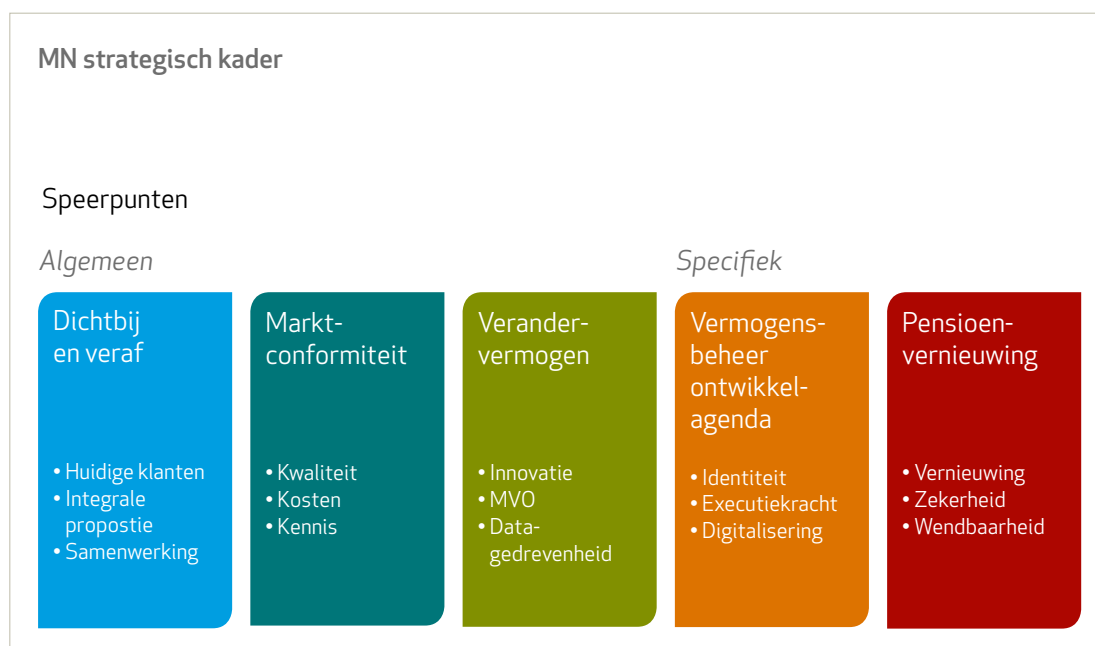 MN strategisch kader
Speerpunten
Algemeen
Dichtbij
en veraf
• Huidige klanten
• Integrale
propostie
• Samenwerking
Markt-
conformiteit
• Kwaliteit
• Kosten
• Kennis
Verander-
vermogen
• Innovatie
• MVO
• Data-
gedrevenheid
Specifiek
Vermogens-
beheer
ontwikkel-
agenda
• Identiteit
• Executiekracht
• Digitalisering
Pensioen-
vernieuwing
• Vernieuwing
• Zekerheid
• Wendbaarheid